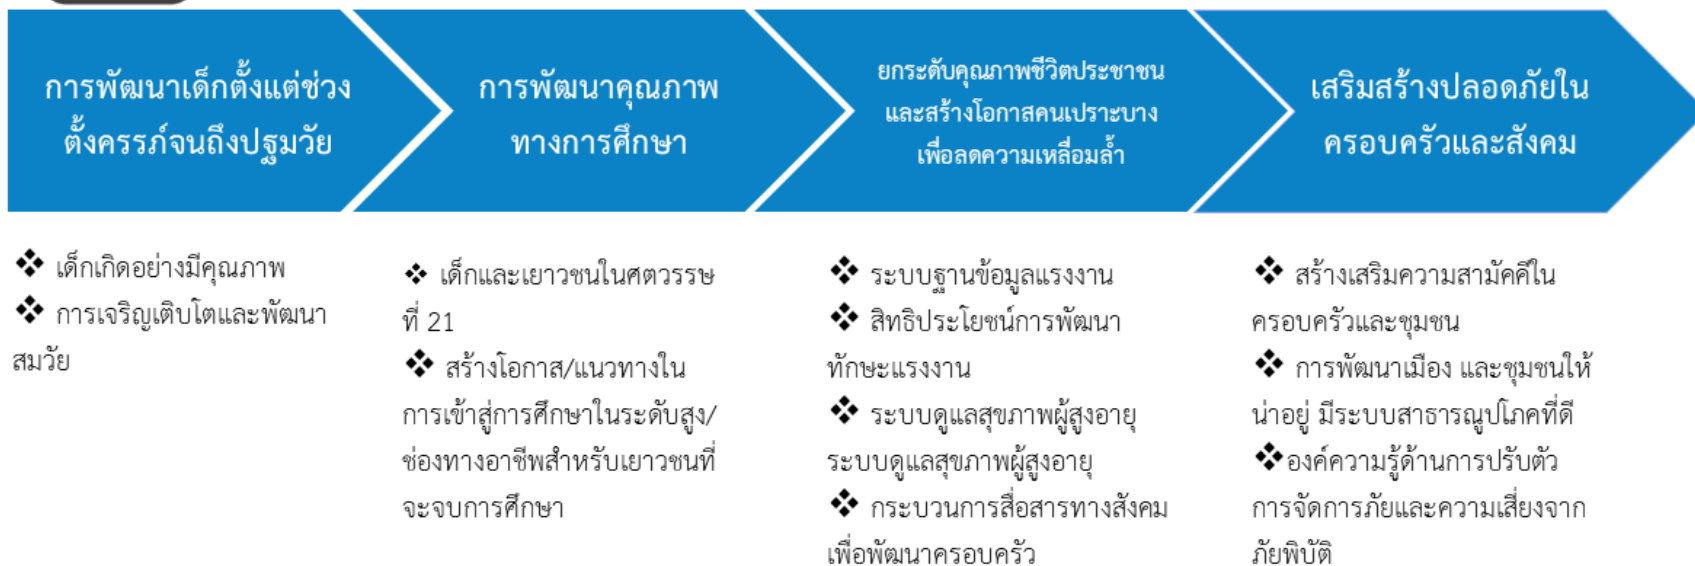 การพัฒนาเด็กตั้งแต่ช่วง
ตั้งครรภ์จนถึงปฐมวัย
การพัฒนาคุณภาพ
ทางการศึกษา
ยกระดับคุณภาพชีวิตประชาชน
และสร้างโอกาสคนเปราะบาง
เพื่อลดความเหลื่อมล้ำ
เสริมสร้างปลอดภัยใน
ครอบครัวและสังคม
❖ เด็กเกิดอย่างมีคุณภาพ
❖ การเจริญเติบโตและพัฒนา
สมวัย
❖ เด็กและเยาวชนในศตวรรษ
ที่ 21
❖ สร้างโอกาส/แนวทางใน
การเข้าสู่การศึกษาในระดับสูง/
ช่องทางอาชีพสำหรับเยาวชนที่
จะจบการศึกษา
❖ ระบบฐานข้อมูลแรงงาน
❖ สิทธิประโยชน์การพัฒนา
ทักษะแรงงาน
❖ ระบบดูแลสุขภาพผู้สูงอายุ
ระบบดูแลสุขภาพผู้สูงอายุ
❖ กระบวนการสื่อสารทางสังคม
เพื่อพัฒนาครอบครัว
❖ สร้างเสริมความสามัคคีใน
ครอบครัวและชุมชน
❖ การพัฒนาเมือง และชุมชนให้
น่าอยู่ มีระบบสาธารณูปโภคที่ดี
❖องค์ความรู้ด้านการปรับตัว
การจัดการภัยและความเสี่ยงจาก
ภัยพิบัติ